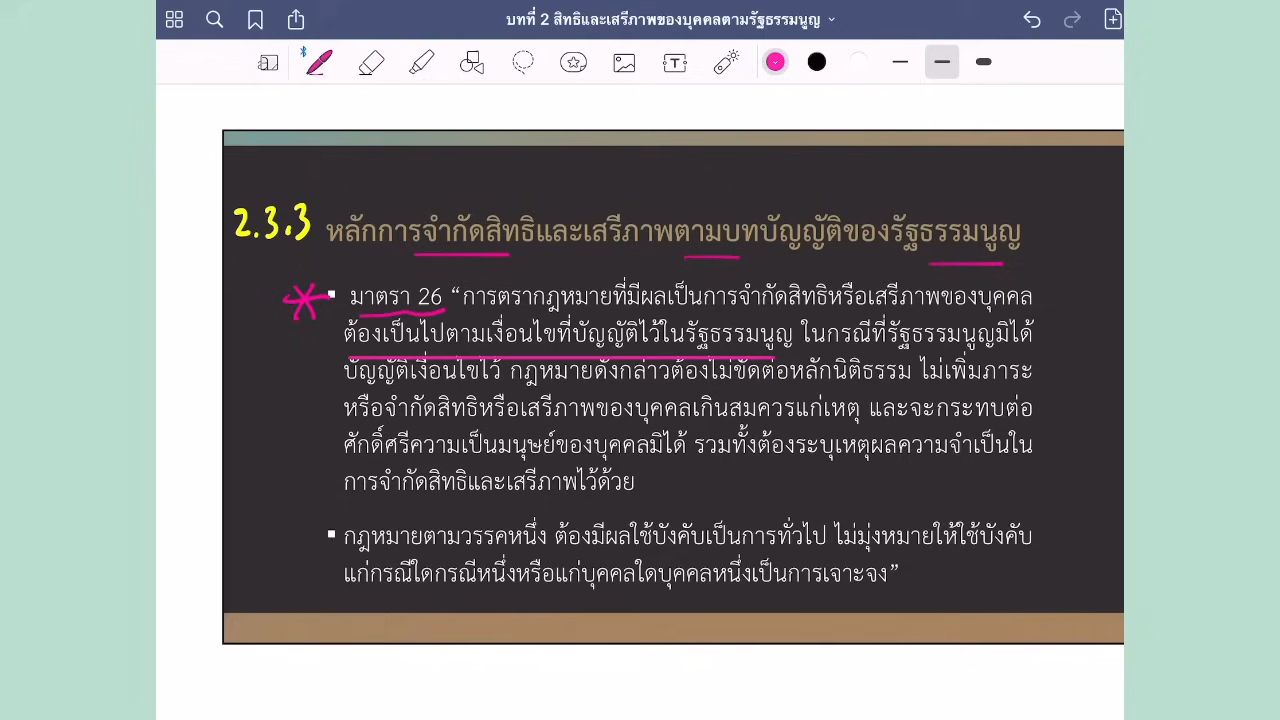 บทที่ 2 สิทธิและเสรีภาพของบุคคลตามรัฐธรรมนูญ
T
2.3.3 หลักการจำกัดสิทธิและเสรีภาพตามบทบัญญัติของรัฐธรรมนูญ
มาตรา 26 “การตรากฎหมายที่มีผลเป็นการจำกัดสิทธิหรือเสรีภาพของบุคคล
ต้องเป็นไปตามเงื่อนไขที่บัญญัติไว้ในรัฐธรรมนูญ ในกรณีที่รัฐธรรมนูญมิได้
บัญญัติเงื่อนไขไว้ กฎหมายดังกล่าวต้องไม่ขัดต่อหลักนิติธรรม ไม่เพิ่มภาระ
หรือจำกัดสิทธิหรือเสรีภาพของบุคคลเกินสมควรแก่เหตุ และจะกระทบต่อ
ศักดิ์ศรีความเป็นมนุษย์ของบุคคลมิได้ รวมทั้งต้องระบุเหตุผลความจำเป็นใน
การจำกัดสิทธิและเสรีภาพไว้ด้วย
กฎหมายตามวรรคหนึ่ง ต้องมีผลใช้บังคับเป็นการทั่วไป ไม่มุ่งหมายให้ใช้บังคับ
แก่กรณีใดกรณีหนึ่งหรือแก่บุคคลใดบุคคลหนึ่งเป็นการเจาะจง”